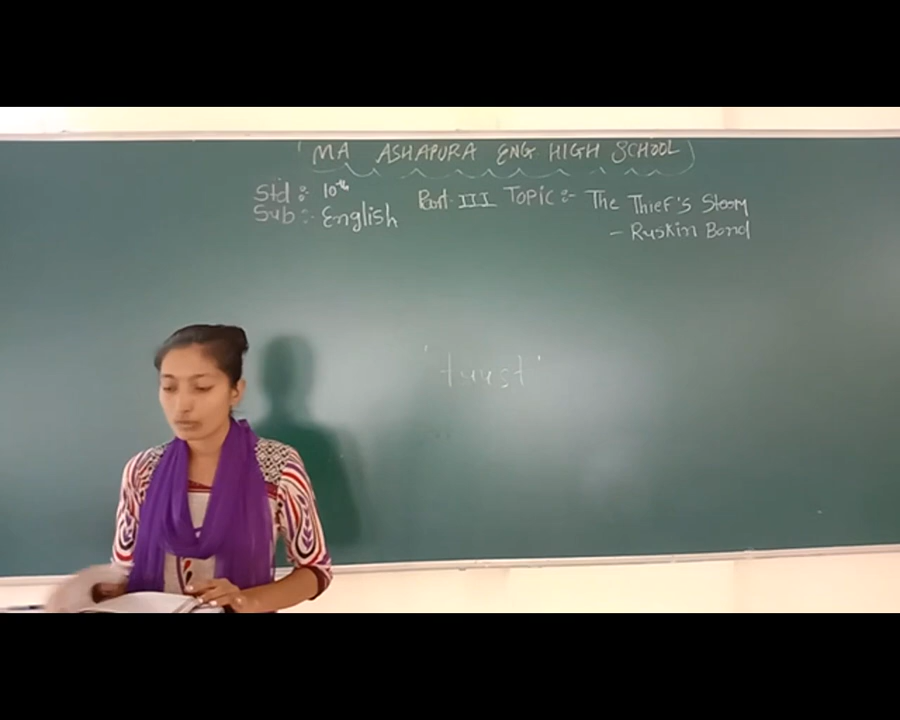 (MA ASHAPURA ENG. HIGH SCHOOL)
Std :- 10th Part III Topic :- The Thief's Story
Sub :- English - Ruskin Bond
'trust'